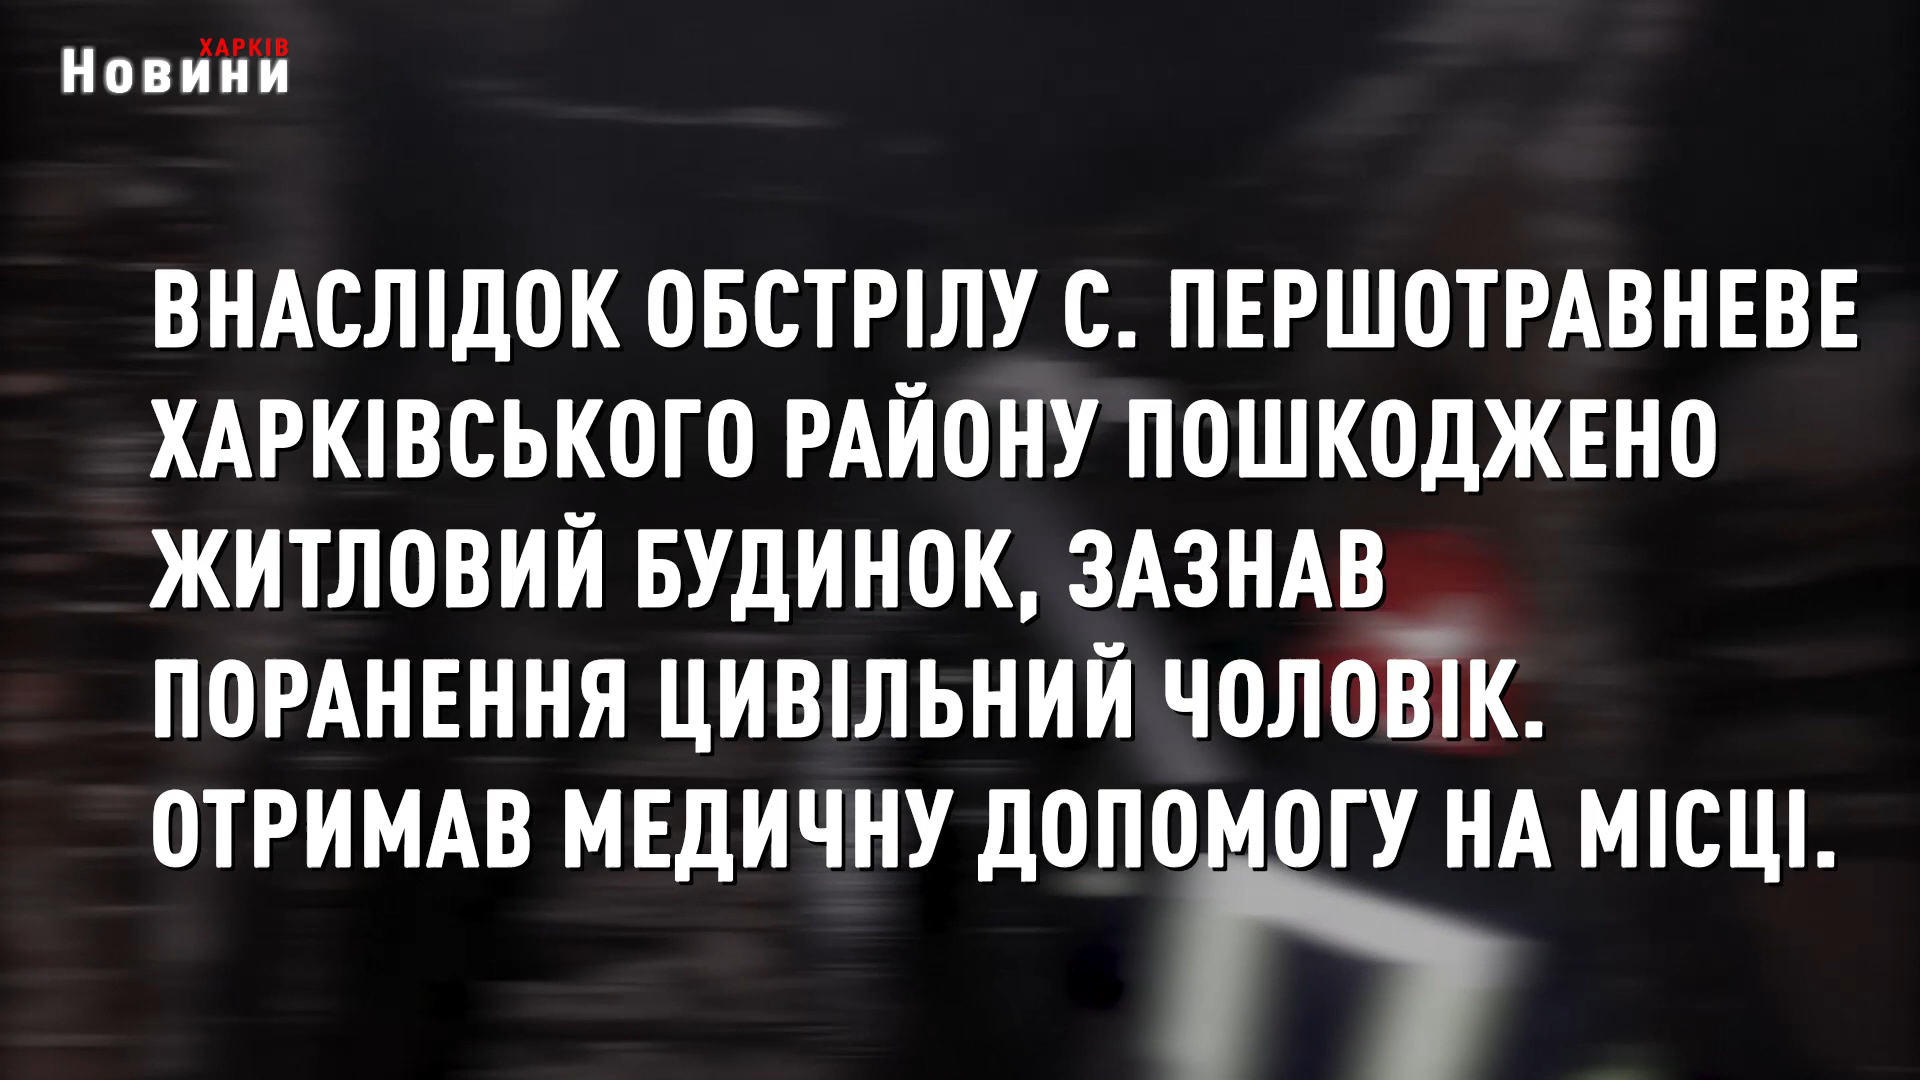 ХАРКІВ
Новини
ВНАСЛІДОК ОБСТРІЛУ С. ПЕРШОТРАВНЕВЕ
ХАРКІВСЬКОГО РАЙОНУ ПОШКОДЖЕНО
ЖИТЛОВИЙ БУДИНОК, ЗАЗНАВ
ПОРАНЕННЯ ЦИВІЛЬНИЙ ЧОЛОВІК.
ОТРИМАВ МЕДИЧНУ ДОПОМОГУ НА МІСЦІ.